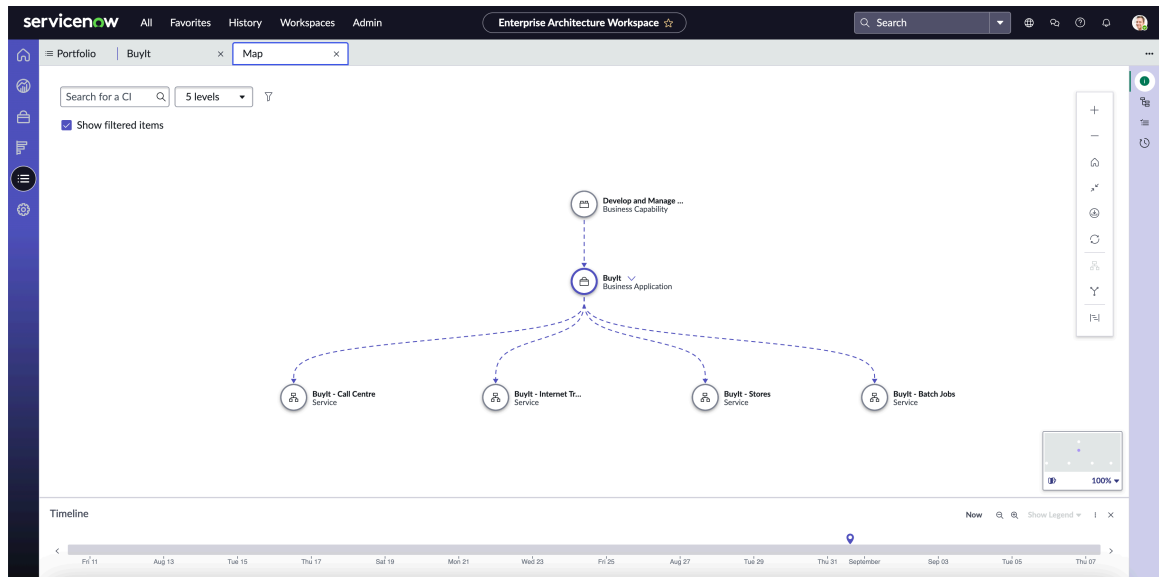 servicenow All Favorites History Workspaces Admin Enterprise Architecture Workspace Search
Portfolio BuyIt Map
Search for a CI 5 levels
Show filtered items
Develop and Manage ...
Business Capability
BuyIt
Business Application
BuyIt - Call Centre
Service
BuyIt - Internet Tr...
Service
BuyIt - Stores
Service
BuyIt - Batch Jobs
Service
100%
Timeline Now Show Legend
Fri 11 Aug 13 Tue 15 Thu 17 Sat 19 Mon 21 Wed 23 Fri 25 Aug 27 Tue 29 Thu 31 September Sep 03 Tue 05 Thu 07